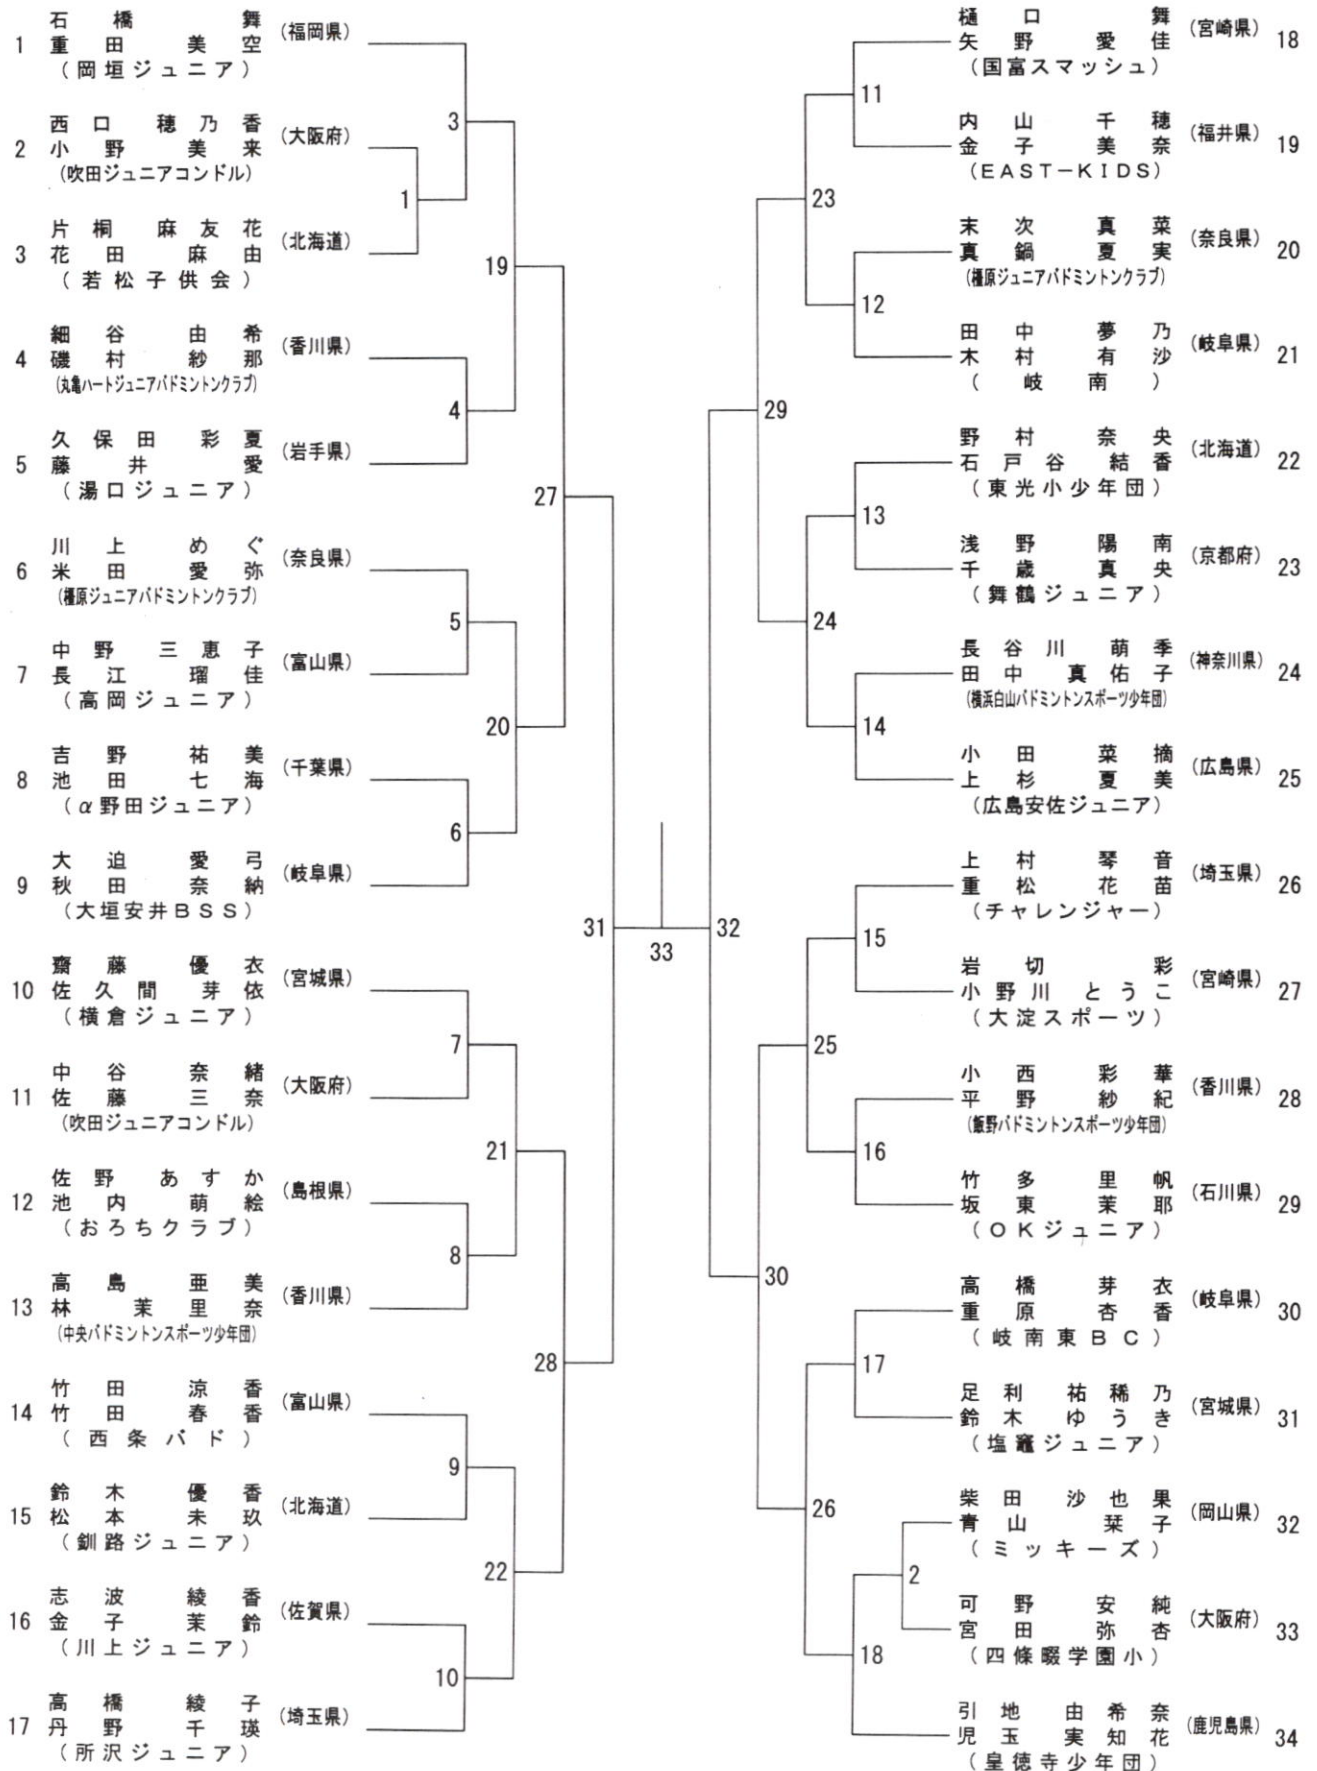 石橋 舞
1 重田 美空 (福岡県)
(岡垣ジュニア)
西口 穂乃香
2 小野 美来 (大阪府)
(吹田ジュニアコンドル)
片桐 麻友花
3 花田 麻由 (北海道)
(若松子供会)
細谷 由希
4 磯村 紗那 (香川県)
(丸亀ハートジュニアバドミントンクラブ)
久保田 彩夏
5 藤井 愛 (岩手県)
(湯口ジュニア)
川上 めぐ
6 米田 愛弥 (奈良県)
(橿原ジュニアバドミントンクラブ)
中野 三恵子
7 長江 瑠佳 (富山県)
(高岡ジュニア)
吉野 祐美
8 池田 七海 (千葉県)
(α野田ジュニア)
大迫 愛弓
9 秋田 奈納 (岐阜県)
(大垣安井BSS)
齋藤 優衣
10 佐久間 芽依 (宮城県)
(横倉ジュニア)
中谷 奈緒
11 佐藤 三奈 (大阪府)
(吹田ジュニアコンドル)
佐野 あすか
12 池内 萌絵 (島根県)
(おろちクラブ)
高島 亜美
13 林 茉里奈 (香川県)
(中央バドミントンスポーツ少年団)
竹田 涼香
14 竹田 春香 (富山県)
(西条バド)
鈴木 優香
15 松本 未玖 (北海道)
(釧路ジュニア)
志波 綾香
16 金子 茉鈴 (佐賀県)
(川上ジュニア)
高橋 綾子
17 丹野 千瑛 (埼玉県)
(所沢ジュニア)
1
3
4
5
6
7
8
9
10
19
20
21
22
27
28
31
33
32
29
30
23
24
25
26
11
12
13
14
15
16
17
18
2
樋口 舞
矢野 愛佳 (宮崎県) 18
(国富スマッシュ)
内山 千穂
金子 美奈 (福井県) 19
(EAST-KIDS)
末次 真菜
真鍋 夏実 (奈良県) 20
(橿原ジュニアバドミントンクラブ)
田中 夢乃
木村 有沙 (岐阜県) 21
(岐南)
野村 奈央
石戸谷 結香 (北海道) 22
(東光小少年団)
浅野 陽南
千歳 真央 (京都府) 23
(舞鶴ジュニア)
長谷川 萌季
田中 真佑子 (神奈川県) 24
(横浜白山バドミントンスポーツ少年団)
小田 菜摘
上杉 夏美 (広島県) 25
(広島安佐ジュニア)
上村 琴音
重松 花苗 (埼玉県) 26
(チャレンジャー)
岩切 彩
小野川 とうこ (宮崎県) 27
(大淀スポーツ)
小西 彩華
平野 紗紀 (香川県) 28
(飯野バドミントンスポーツ少年団)
竹多 里帆
坂東 茉耶 (石川県) 29
(OKジュニア)
高橋 芽衣
重原 杏香 (岐阜県) 30
(岐南東BC)
足利 祐稀乃
鈴木 ゆうき (宮城県) 31
(塩竈ジュニア)
柴田 沙也果
青山 栞子 (岡山県) 32
(ミッキーズ)
可野 安純
宮田 弥杏 (大阪府) 33
(四條畷学園小)
引地 由希奈
児玉 実知花 (鹿児島県) 34
(皇徳寺少年団)